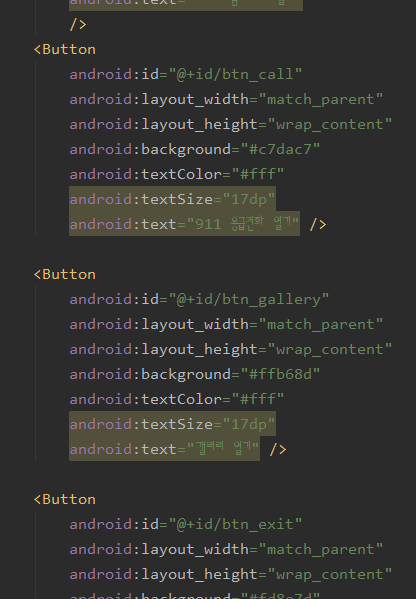 android:text="
/>
<Button
android:id="@+id/btn_call"
android:layout_width="match_parent"
android:layout_height="wrap_content"
android:background="#c7dac7"
android:textColor="#fff"
android:textSize="17dp"
android:text="911 응급전화 열기" />
<Button
android:id="@+id/btn_gallery"
android:layout_width="match_parent"
android:layout_height="wrap_content"
android:background="#ffb68d"
android:textColor="#fff"
android:textSize="17dp"
android:text="갤러리 열기" />
<Button
android:id="@+id/btn_exit"
android:layout_width="match_parent"
android:layout_height="wrap_content"
android:background="#fd8e7d"